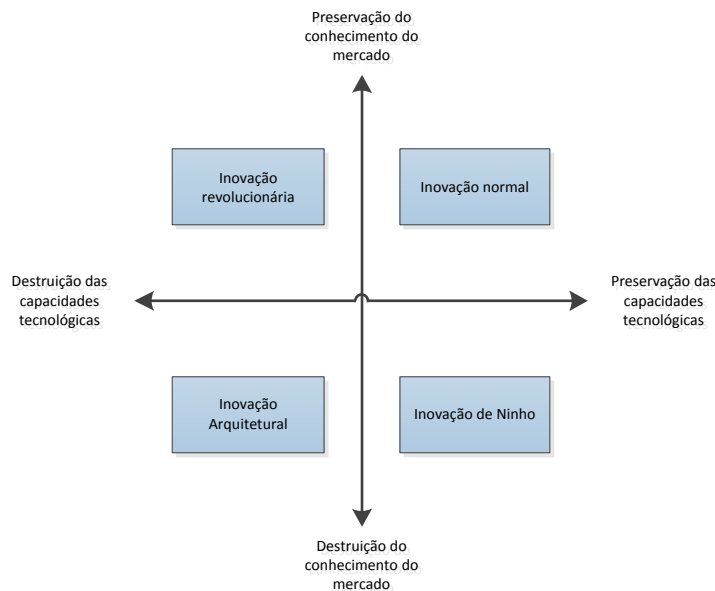 Preservação do
conhecimento do
mercado
Inovação
revolucionária
Inovação normal
Destruição das
capacidades
tecnológicas
Preservação das
capacidades
tecnológicas
Inovação
Arquitetural
Inovação de Ninho
Destruição do
conhecimento do
mercado